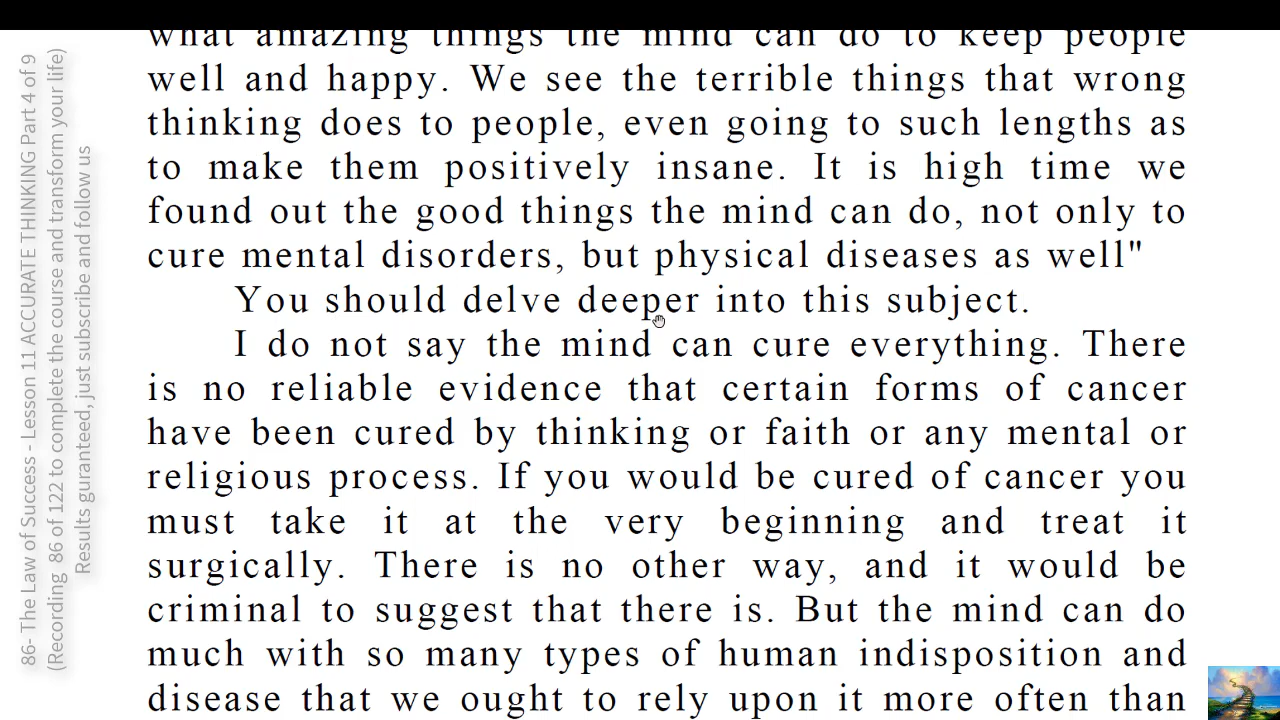 what amazing things the mind can do to keep people
well and happy. We see the terrible things that wrong
thinking does to people, even going to such lengths as
to make them positively insane. It is high time we
found out the good things the mind can do, not only to
cure mental disorders, but physical diseases as well"
You should delve deeper into this subject.
I do not say the mind can cure everything. There
is no reliable evidence that certain forms of cancer
have been cured by thinking or faith or any mental or
religious process. If you would be cured of cancer you
must take it at the very beginning and treat it
surgically. There is no other way, and it would be
criminal to suggest that there is. But the mind can do
much with so many types of human indisposition and
disease that we ought to rely upon it more often than
86- The Law of Success - Lesson 11 ACCURATE THINKING Part 4 of 9
(Recording 86 of 122 to complete the course and transform your life)
Results guranteed, just subscribe and follow us